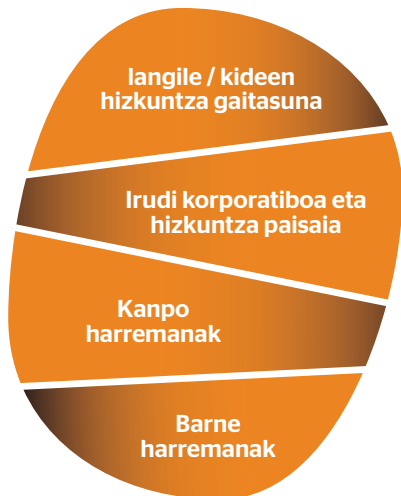 langile / kideen
hizkuntza gaitasuna
Irudi korporatiboa eta
hizkuntza paisaia
Kanpo
harremanak
Barne
harremanak